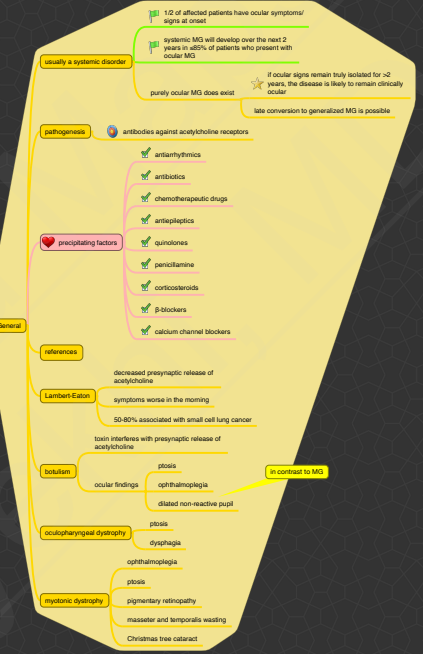 1/2 of affected patients have ocular symptoms/
signs at onset
systemic MG will develop over the next 2
years in ≤85% of patients who present with
ocular MG
usually a systemic disorder
if ocular signs remain truly isolated for >2
years, the disease is likely to remain clinically
ocular
purely ocular MG does exist
late conversion to generalized MG is possible
pathogenesis
antibodies against acetylcholine receptors
antiarrhythmics
antibiotics
chemotherapeutic drugs
antiepileptics
precipitating factors
quinolones
penicillamine
corticosteroids
β-blockers
calcium channel blockers
General
references
decreased presynaptic release of
acetylcholine
Lambert-Eaton
symptoms worse in the morning
50-80% associated with small cell lung cancer
toxin interferes with presynaptic release of
acetylcholine
botulism
ptosis
in contrast to MG
ocular findings
ophthalmoplegia
dilated non-reactive pupil
ptosis
oculopharyngeal dystrophy
dysphagia
ophthalmoplegia
ptosis
myotonic dystrophy
pigmentary retinopathy
masseter and temporalis wasting
Christmas tree cataract